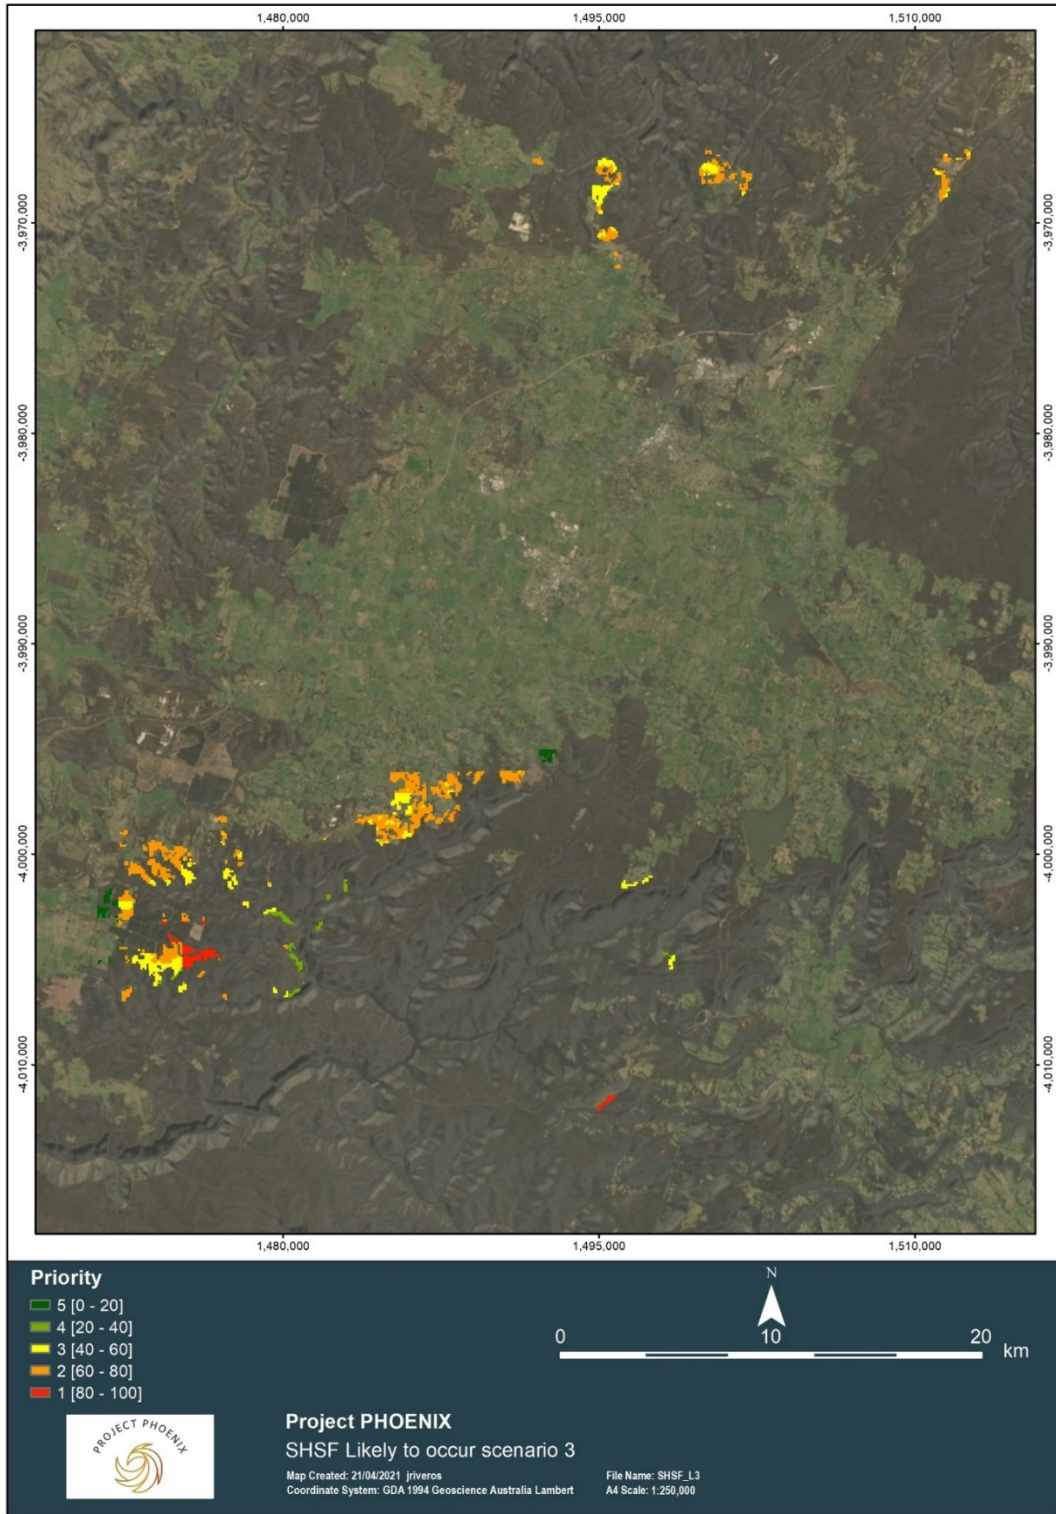 1,480,000 1,495,000 1,510,000
-3,970,000 -3,970,000
-3,980,000 -3,980,000
-3,990,000 -3,990,000
-4,000,000 -4,000,000
-4,010,000 -4,010,000
1,480,000 1,495,000 1,510,000
Priority
5 [0 - 20]
4 [20 - 40]
3 [40 - 60]
2 [60 - 80]
1 [80 - 100]
N
0 10 20
km
PROJECT PHOENIX
Project PHOENIX
SHSF Likely to occur scenario 3
Map Created: 21/04/2021 jriveros
Coordinate System: GDA 1994 Geoscience Australia Lambert
File Name: SHSF_L3
A4 Scale: 1:250,000